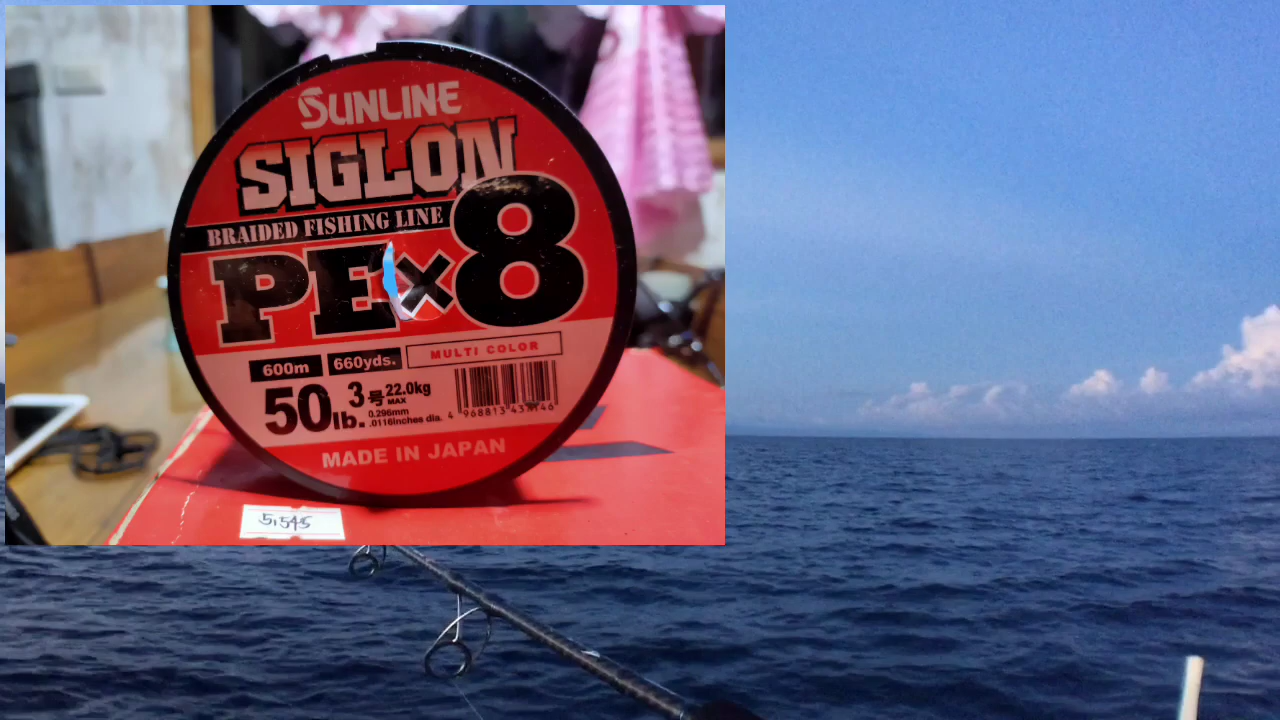 SUNLINE
SIGLON
BRAIDED FISHING LINE
PE×8
600m 660yds. MULTI COLOR
50lb. 3号 22.0kg MAX
0.296mm
.0116inches dia.
MADE IN JAPAN
5,545